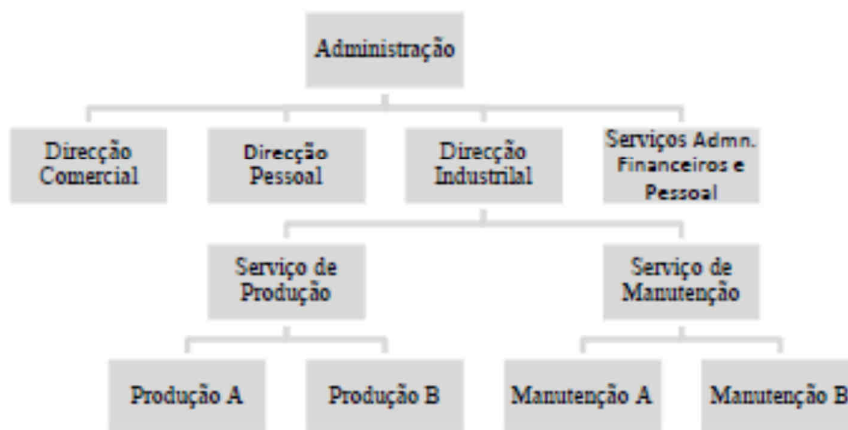 Administração
Direcção
Comercial
Direcção
Pessoal
Direcção
Industrilal
Serviços Admn.
Financeiros e
Pessoal
Serviço de
Produção
Serviço de
Manutenção
Produção A
Produção B
Manutenção A
Manutenção B